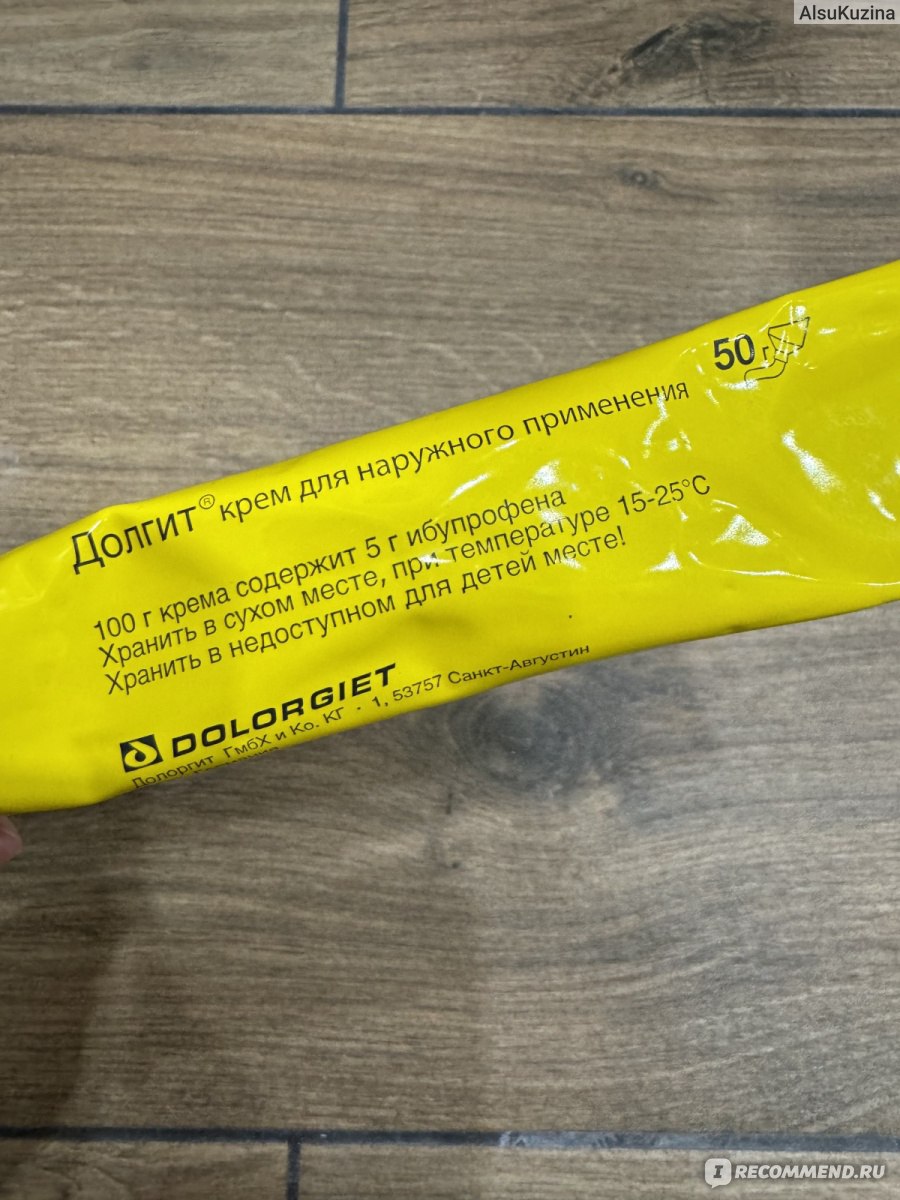 AlsuKuzina
50 г
Долгит® крем для наружного применения
100 г крема содержит 5 г ибупрофена
Хранить в сухом месте, при температуре 15-25°C
Хранить в недоступном для детей месте!
DOLORGIET
Долоргит ГмбХ и Ко. КГ · 1, 53757 Санкт-Августин
I RECOMMEND.RU